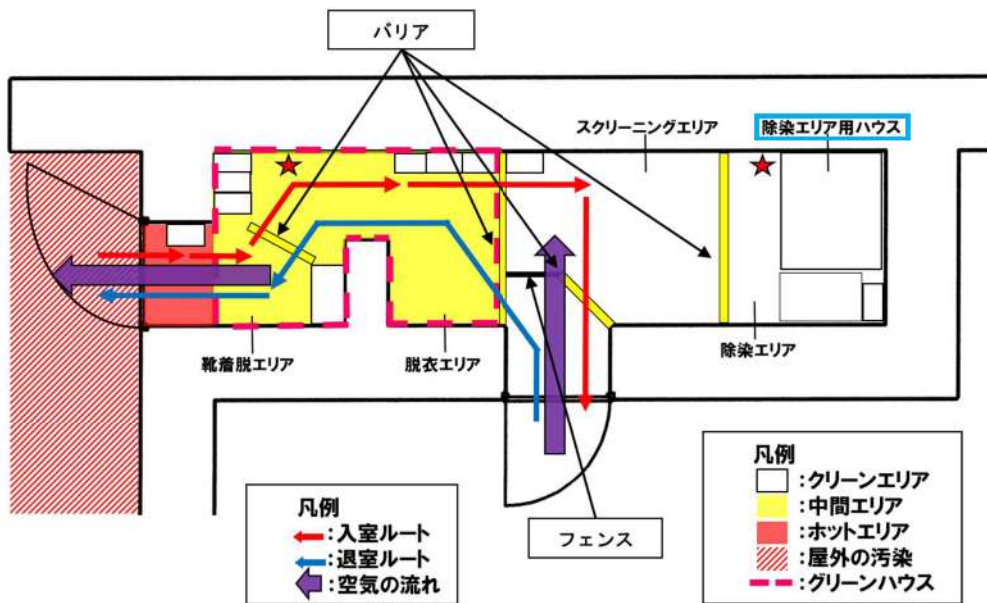 バリア
スクリーニングエリア
除染エリア用ハウス
靴着脱エリア
脱衣エリア
除染エリア
フェンス
凡例
:入室ルート
:退室ルート
:空気の流れ
凡例
:クリーンエリア
:中間エリア
:ホットエリア
:屋外の汚染
:グリーンハウス